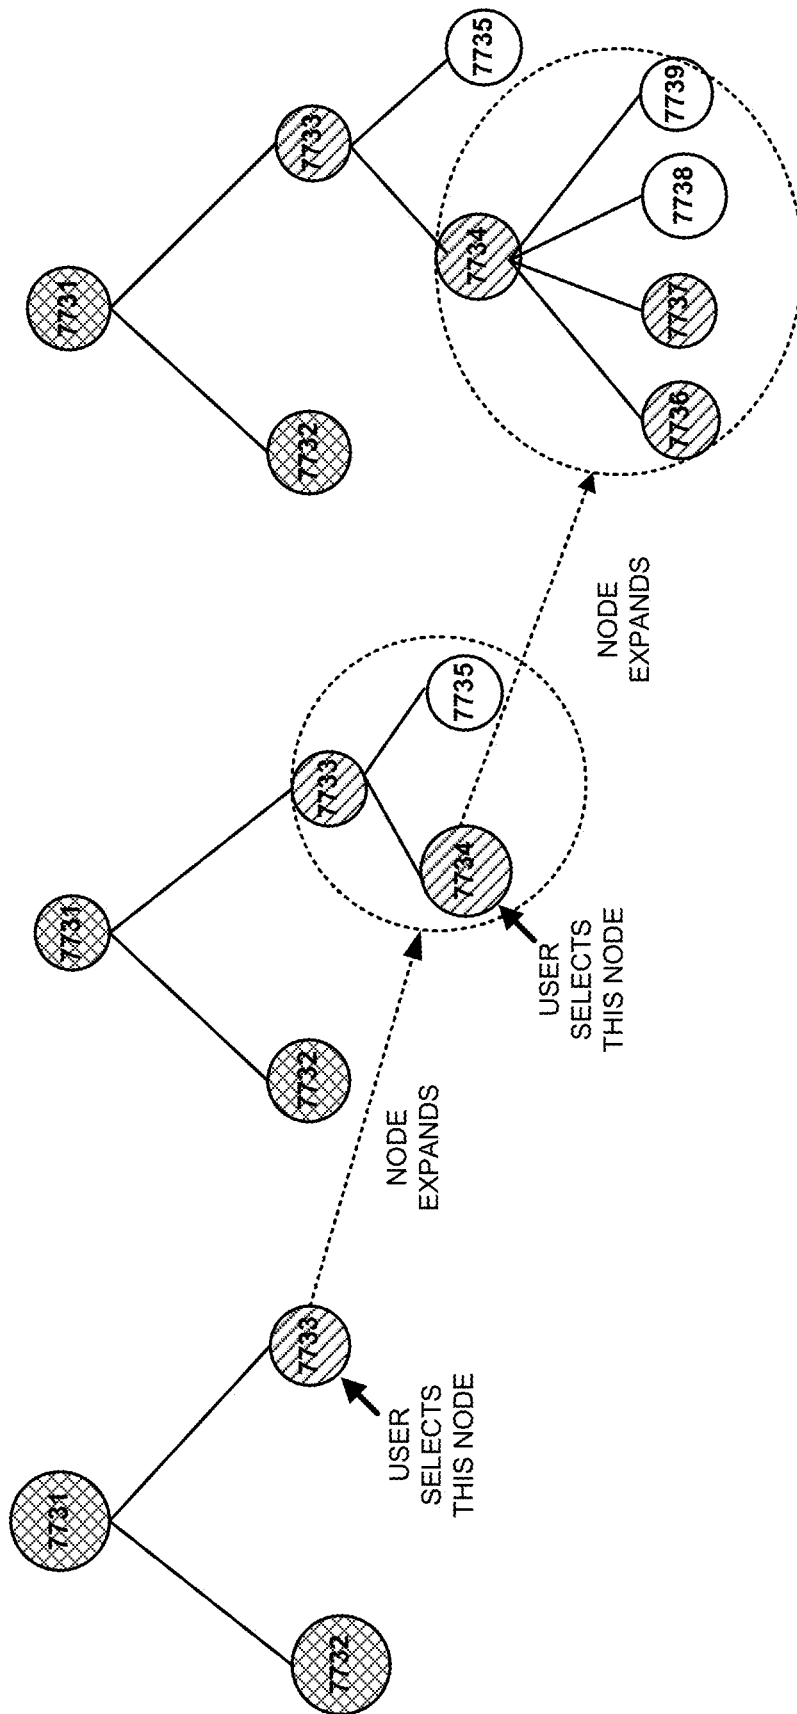 7731
7732
7733
USER
SELECTS
THIS NODE
NODE
EXPANDS
7731
7732
7733
7734
7735
USER
SELECTS
THIS NODE
NODE
EXPANDS
7731
7732
7733
7734
7735
7736
7737
7738
7739